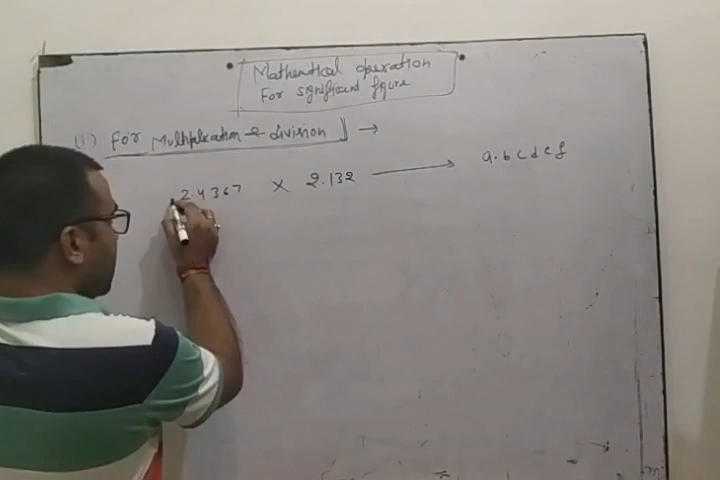 Mathematical operation
For significant figure
(1) For Multiplication & division →
2.4367 × 2.132 → a.bcdef